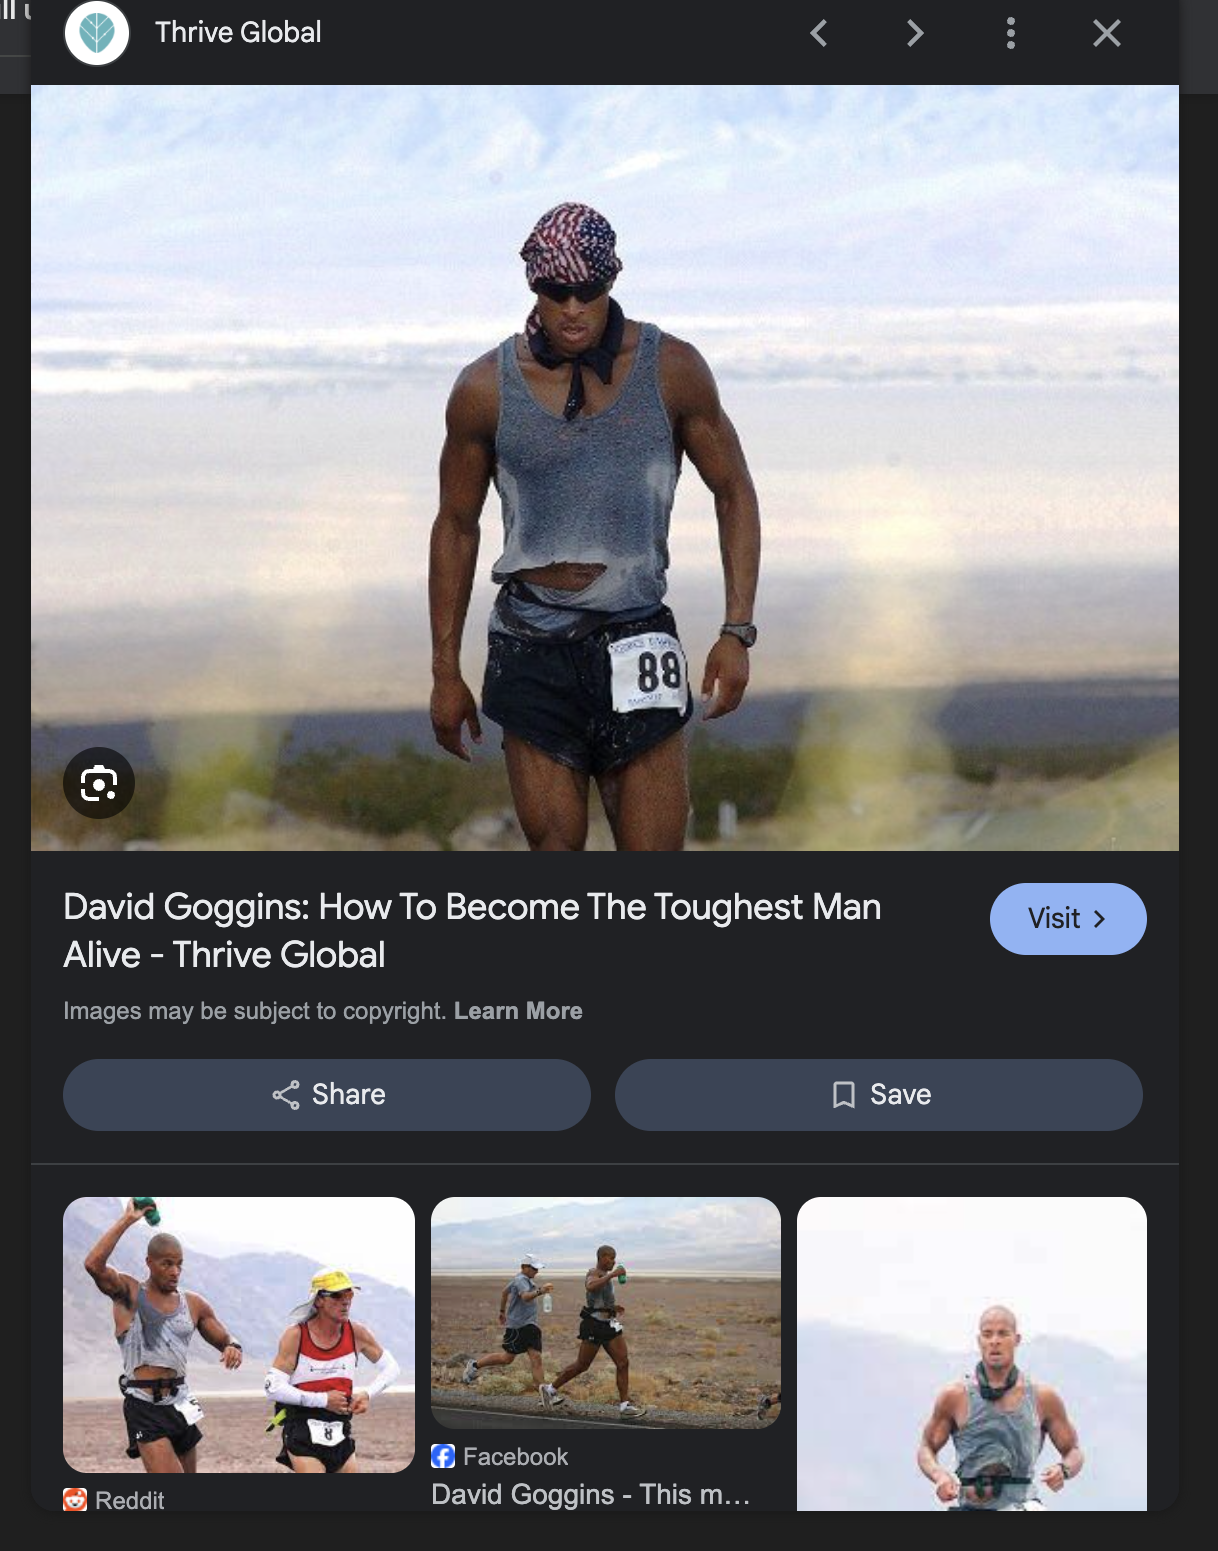 Thrive Global
88
David Goggins: How To Become The Toughest Man
Alive - Thrive Global
Visit
Images may be subject to copyright. Learn More
Share
Save
8
Reddit
Facebook
David Goggins - This m...